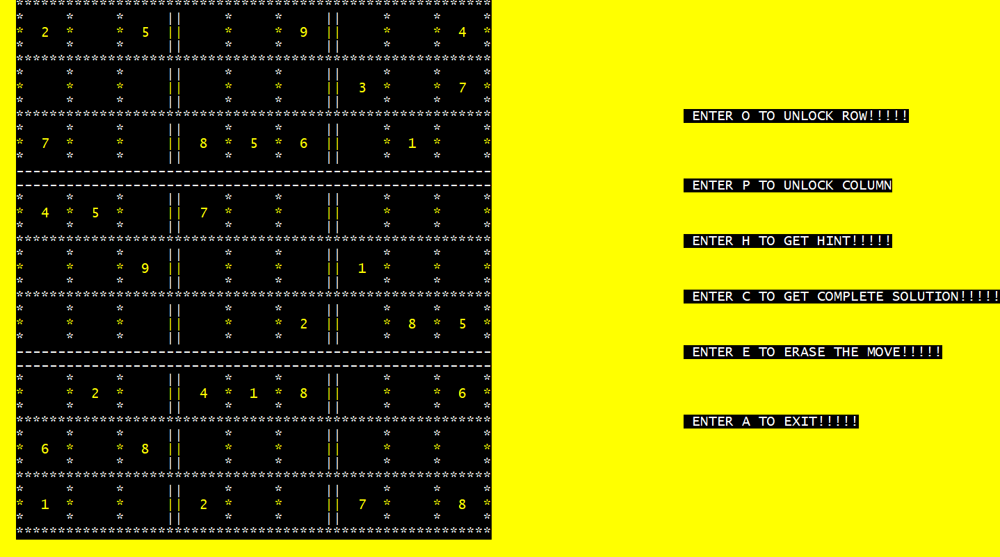 2 5 9 4
3 7
ENTER O TO UNLOCK ROW!!!!!
7 8 5 6 1
ENTER P TO UNLOCK COLUMN
4 5 7
ENTER H TO GET HINT!!!!!
9 1
ENTER C TO GET COMPLETE SOLUTION!!!!!
2 8 5
ENTER E TO ERASE THE MOVE!!!!!
2 4 1 8 6
ENTER A TO EXIT!!!!!
6 8
1 2 7 8